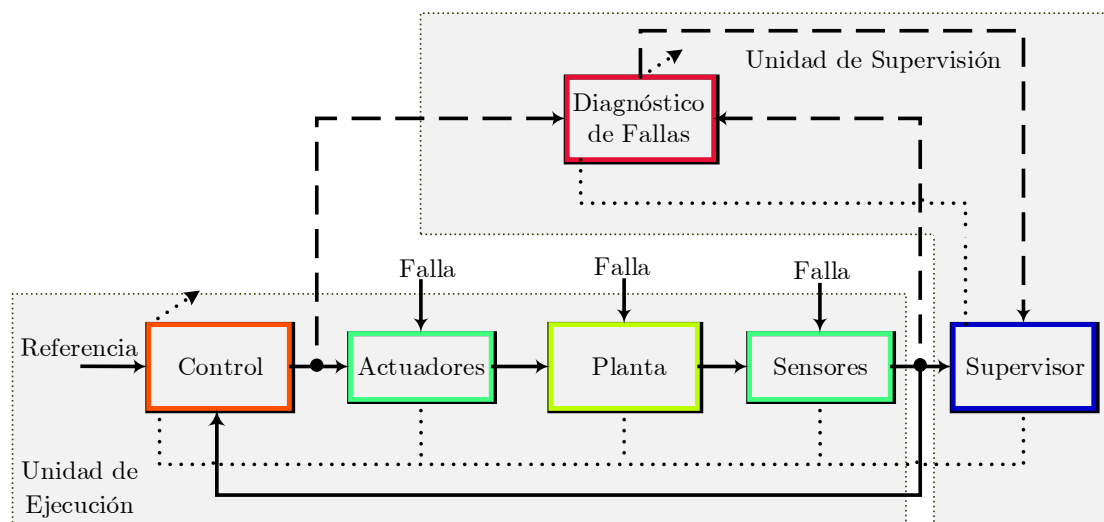 Unidad de Supervisión
Diagnóstico
de Fallas
Falla
Falla
Falla
Referencia
Control
Actuadores
Planta
Sensores
Supervisor
Unidad de
Ejecución